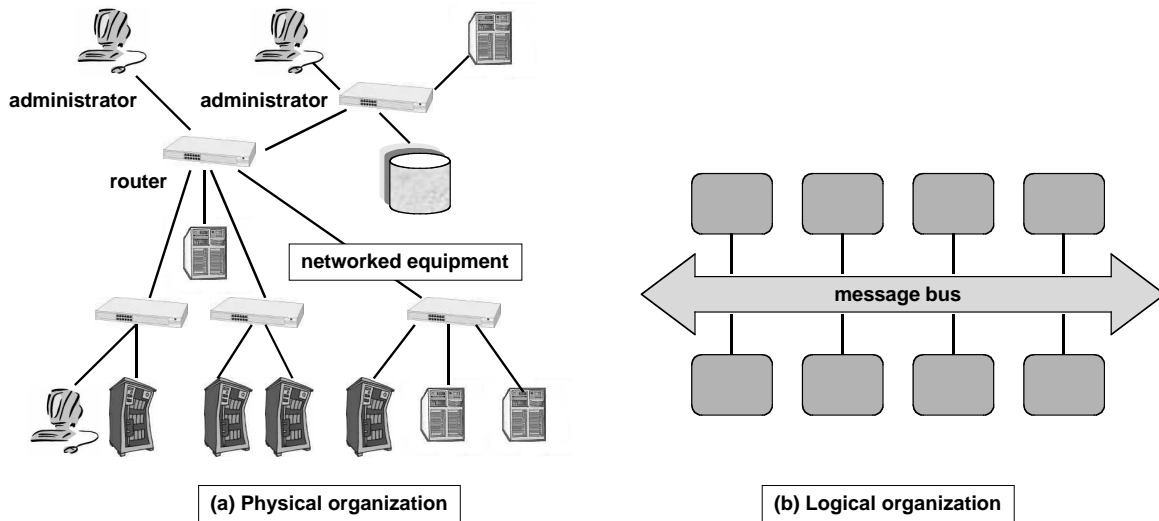 administrator
administrator
router
networked equipment
message bus
(a) Physical organization
(b) Logical organization